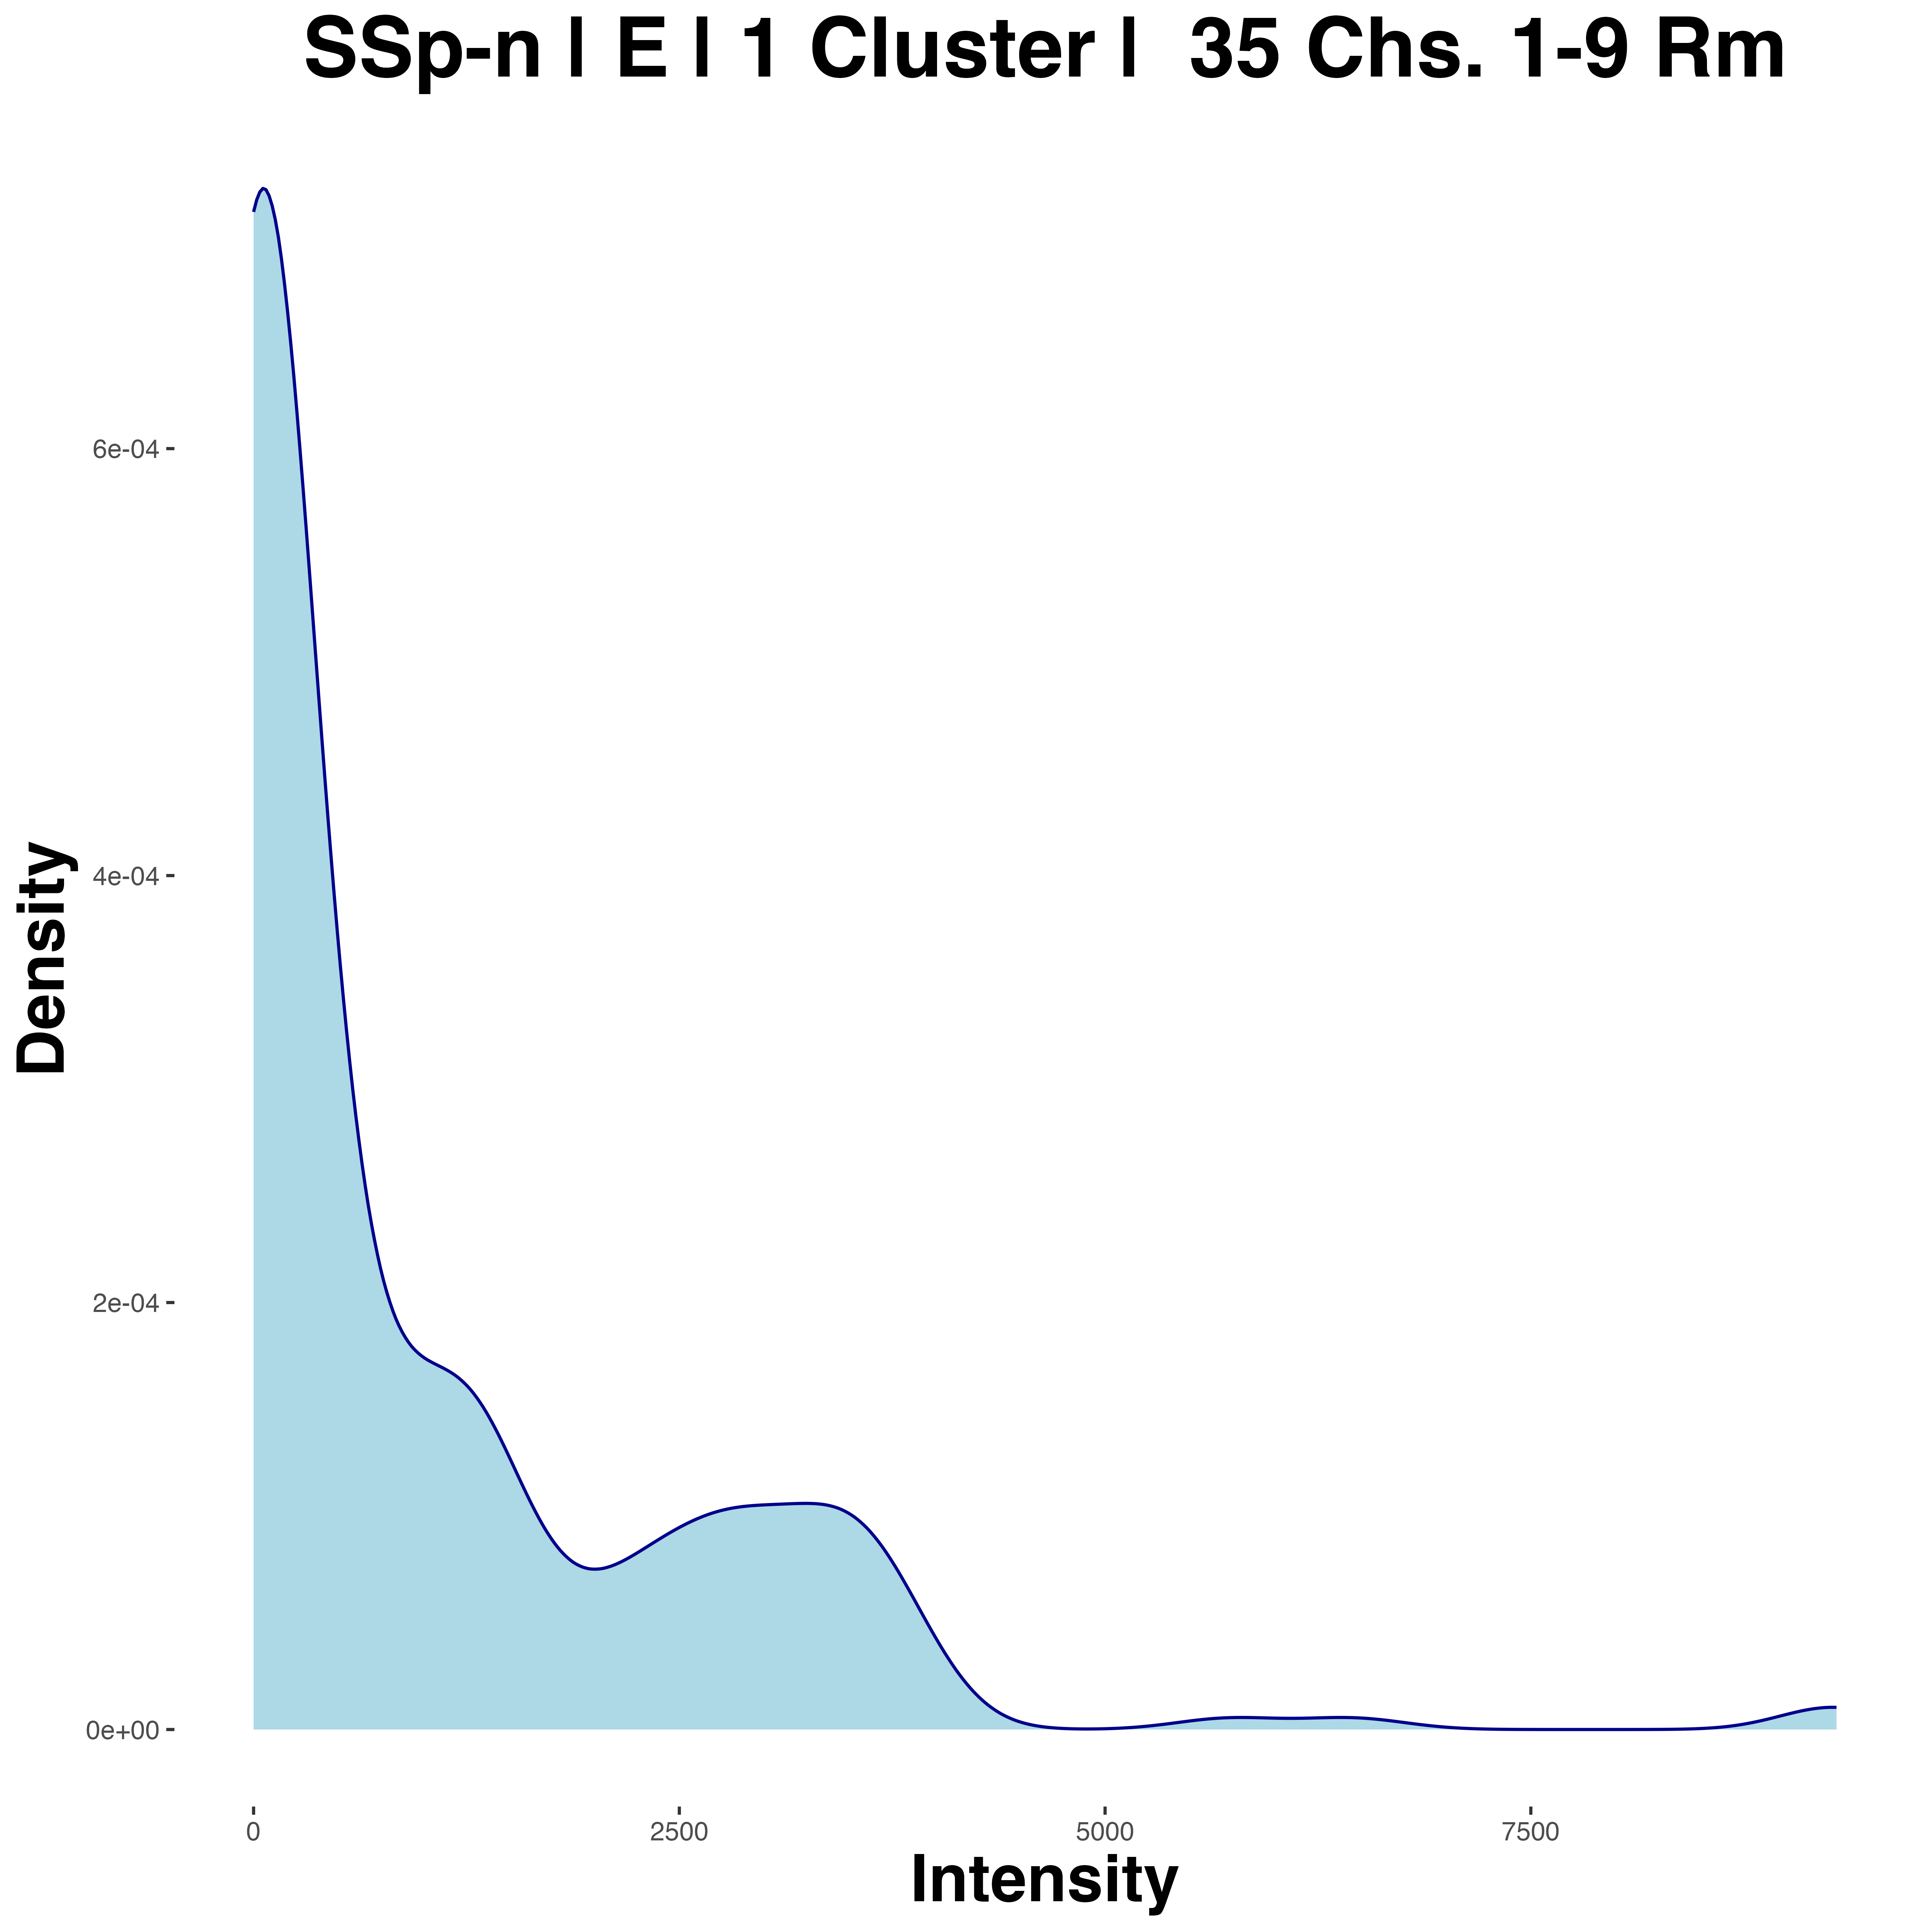 SSp-n | E | 1 Cluster | 35 Chs. 1-9 Rm
Density
6e-04
4e-04
2e-04
0e+00
0
2500
5000
7500
Intensity